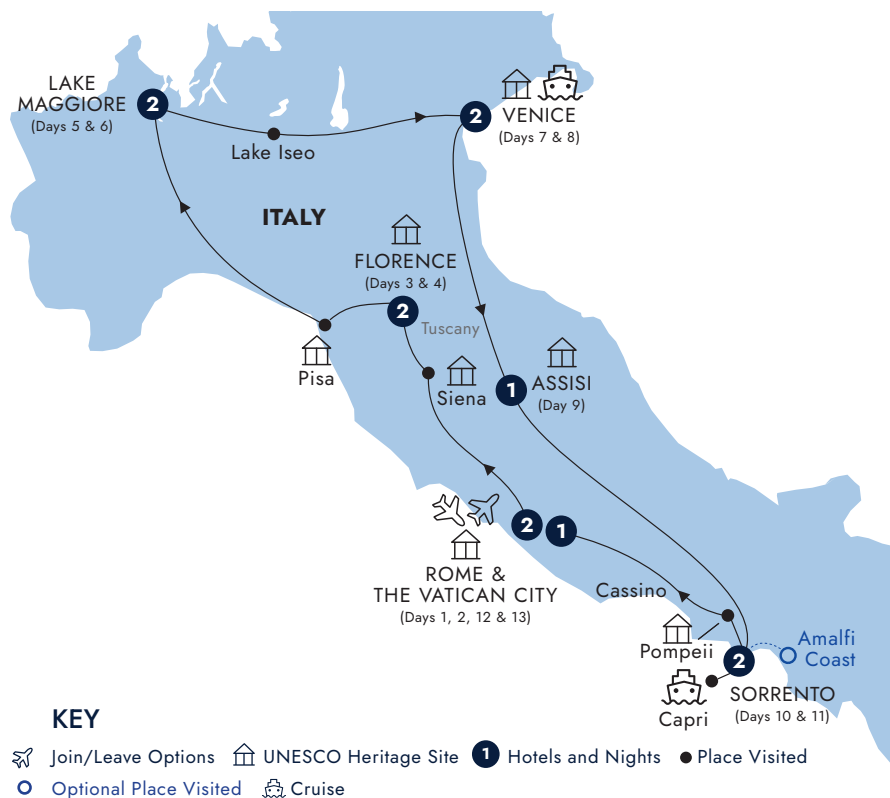 LAKE
MAGGIORE
(Days 5 & 6)
2
Lake Iseo
2
VENICE
(Days 7 & 8)
ITALY
FLORENCE
(Days 3 & 4)
2
Tuscany
Pisa
Siena
1
ASSISI
(Day 9)
2
1
ROME &
THE VATICAN CITY
(Days 1, 2, 12 & 13)
Cassino
Pompeii
Amalfi
Coast
2
Capri
SORRENTO
(Days 10 & 11)
KEY
Join/Leave Options
UNESCO Heritage Site
1
Hotels and Nights
Place Visited
Optional Place Visited
Cruise